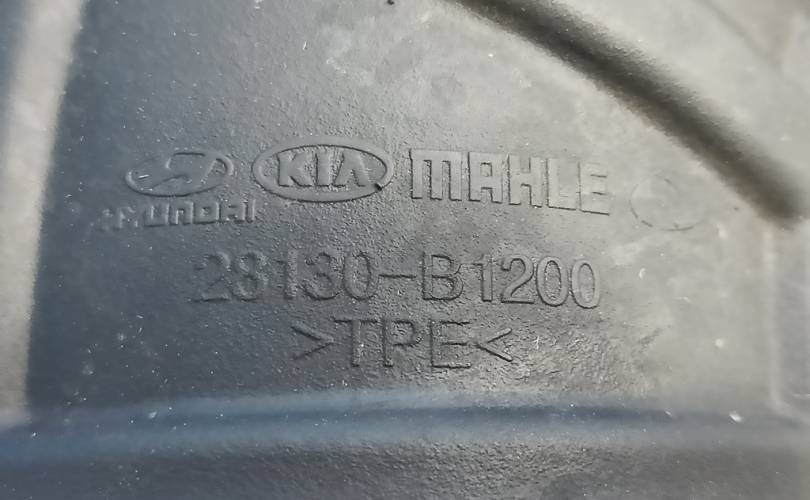 HYUNDAI KIA MAHLE
28130-B1200
>TPE<